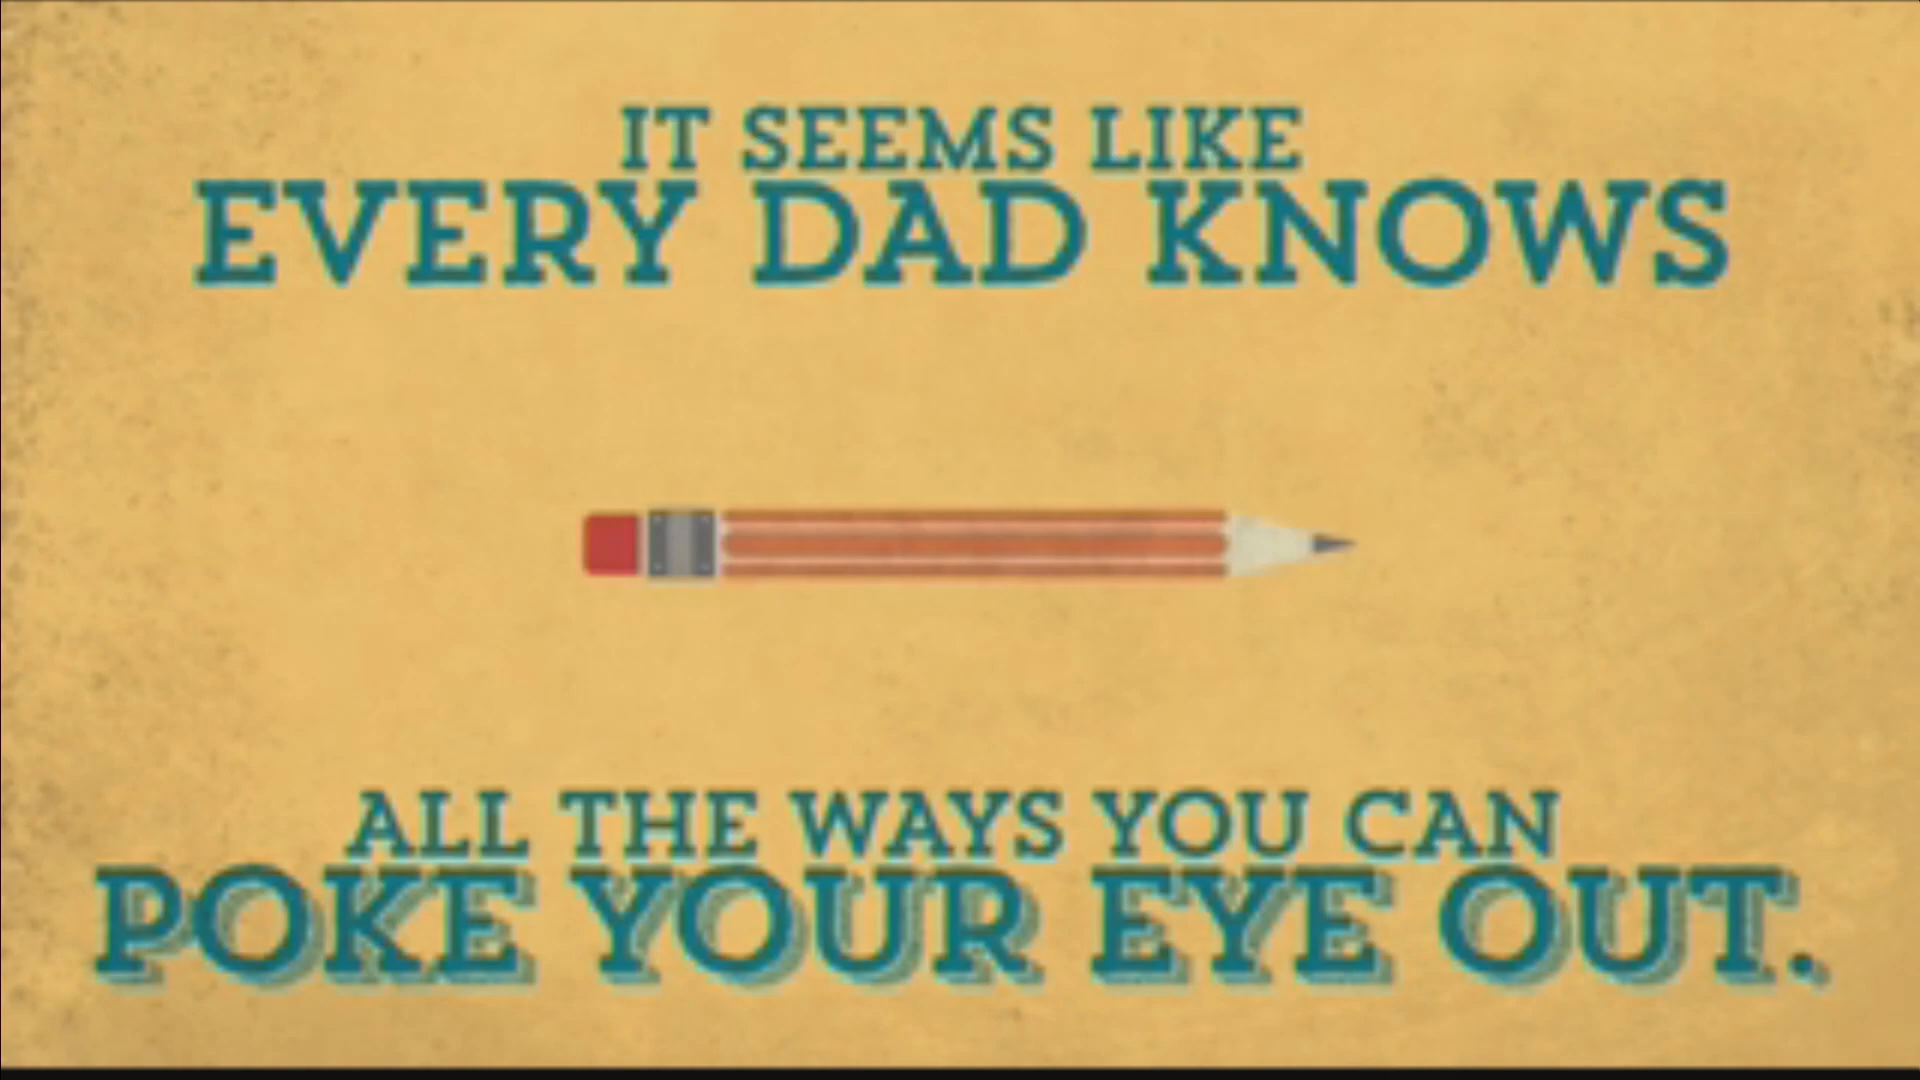 IT SEEMS LIKE
EVERY DAD KNOWS
ALL THE WAYS YOU CAN
POKE YOUR EYE OUT.